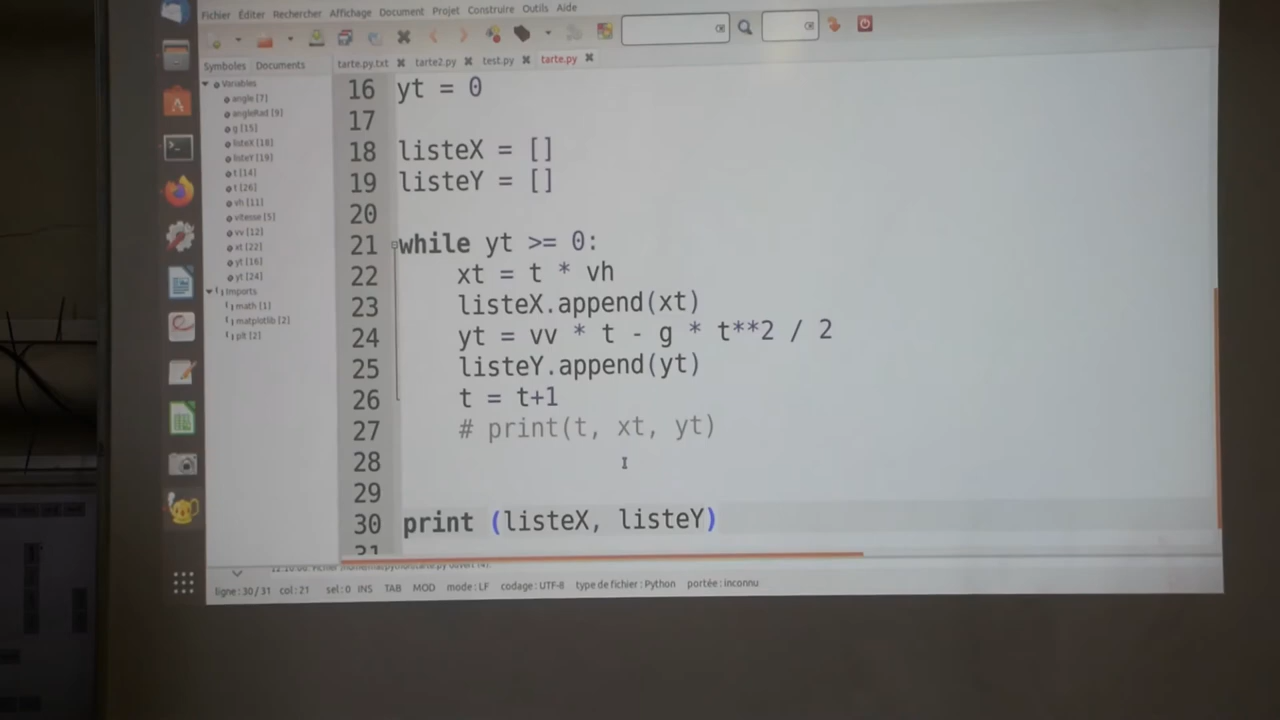 Fichier Éditer Rechercher Affichage Document Projet Construire Outils Aide
Symboles Documents
tarte.py.txt tarte2.py test.py tarte.py
Variables
angle [7]
angleRad [9]
g [15]
listeX [18]
listeY [19]
t [14]
t [26]
vh [11]
vitesse [5]
vv [12]
xt [22]
yt [16]
yt [24]
Imports
math [1]
matplotlib [2]
plt [2]
16 yt = 0
17
18 listeX = []
19 listeY = []
20
21 while yt >= 0:
22 xt = t * vh
23 listeX.append(xt)
24 yt = vv * t - g * t**2 / 2
25 listeY.append(yt)
26 t = t+1
27 # print(t, xt, yt)
28
29
30 print (listeX, listeY)
31
ligne : 30 / 31 col : 21 sel : 0 INS TAB MOD mode : LF codage : UTF-8 type de fichier : Python portée : inconnu